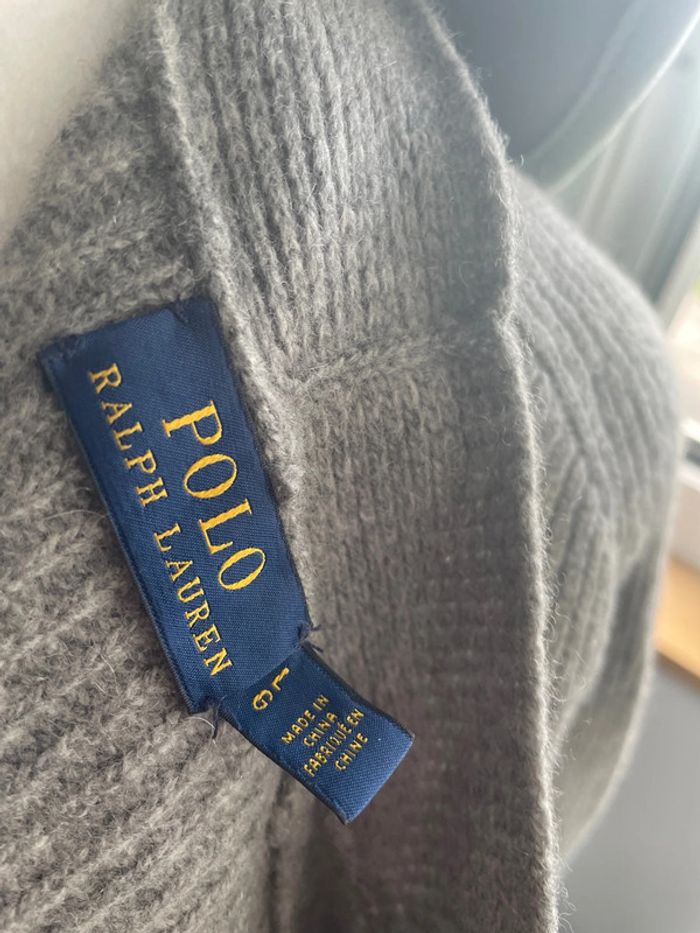 POLO
RALPH LAUREN
L
G
MADE IN
CHINA
FABRIQUÉ EN
CHINE